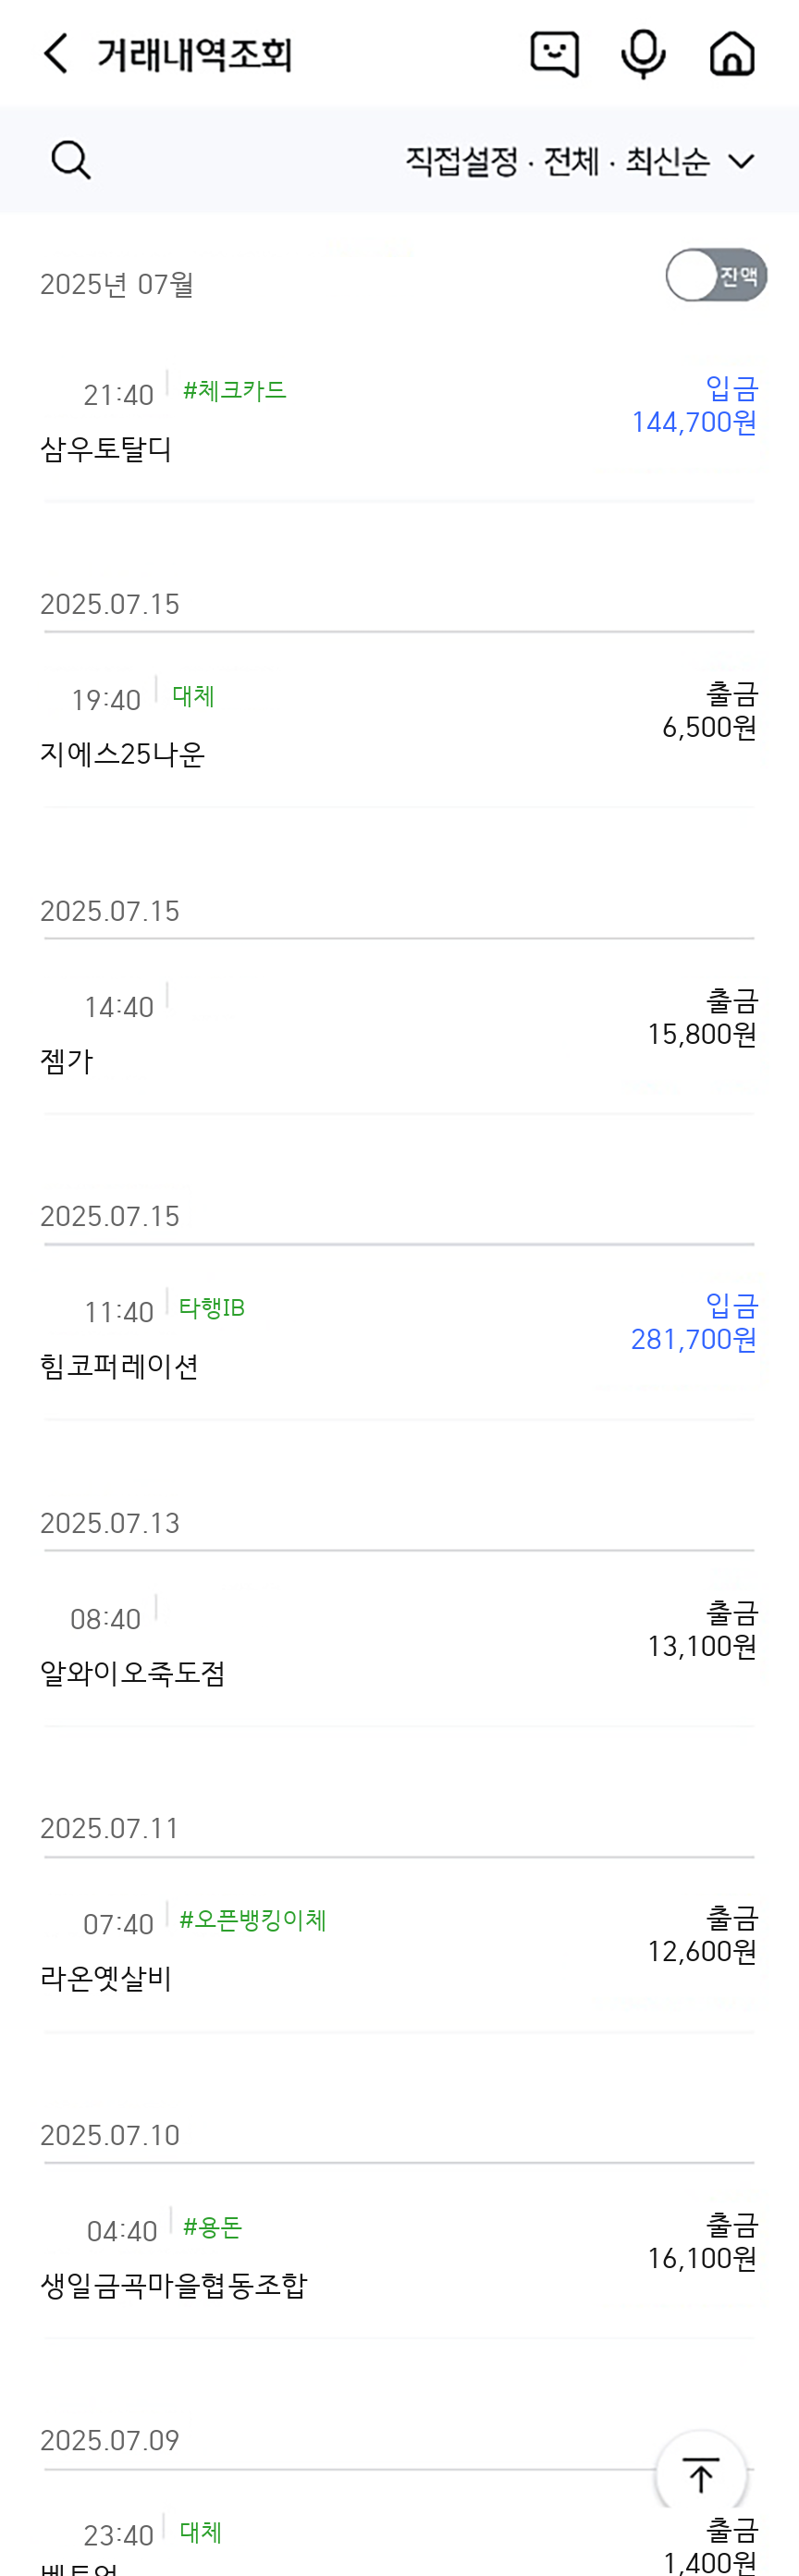 거래내역조회
직접설정 · 전체 · 최신순
2025년 07월
잔액
21:40 #체크카드
입금
144,700원
삼우토탈디
2025.07.15
19:40 대체
출금
6,500원
지에스25나운
2025.07.15
14:40
출금
15,800원
젬가
2025.07.15
11:40 타행IB
입금
281,700원
힘코퍼레이션
2025.07.13
08:40
출금
13,100원
알와이오죽도점
2025.07.11
07:40 #오픈뱅킹이체
출금
12,600원
라온옛살비
2025.07.10
04:40 #용돈
출금
16,100원
생일금곡마을협동조합
2025.07.09
23:40 대체
출금
1,400원